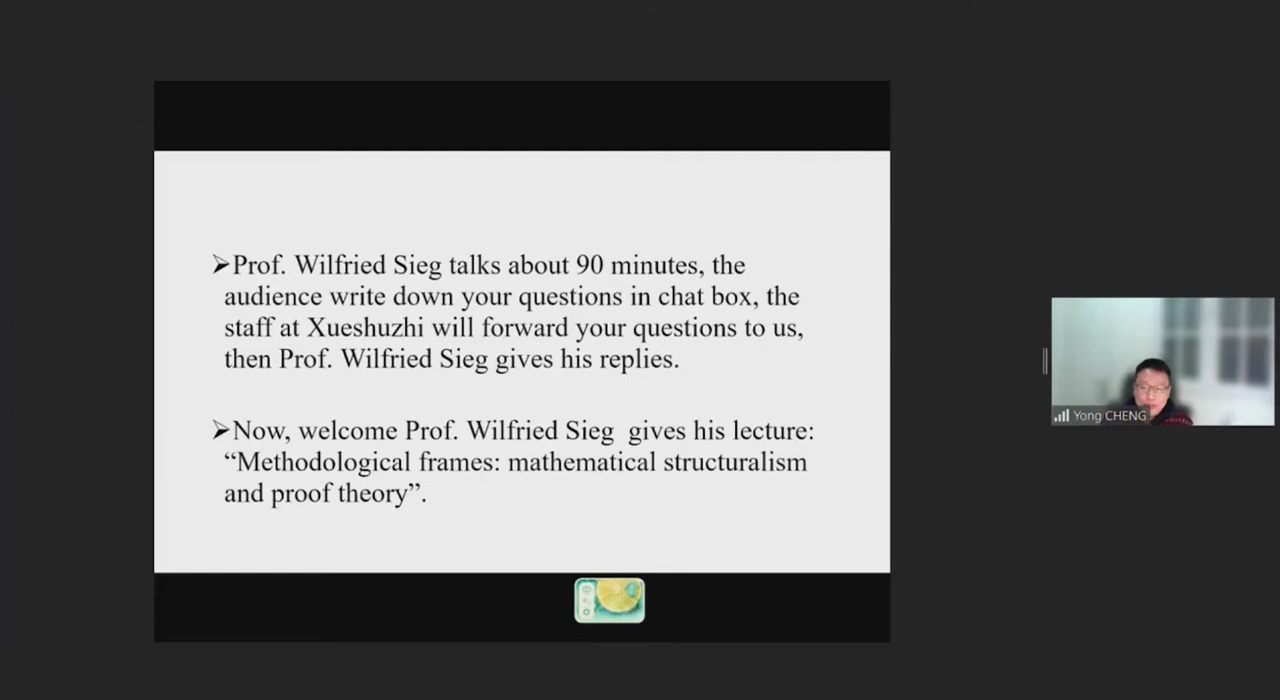 ➢Prof. Wilfried Sieg talks about 90 minutes, the
audience write down your questions in chat box, the
staff at Xueshuzhi will forward your questions to us,
then Prof. Wilfried Sieg gives his replies.
➢Now, welcome Prof. Wilfried Sieg gives his lecture:
“Methodological frames: mathematical structuralism
and proof theory”.
Yong CHENG